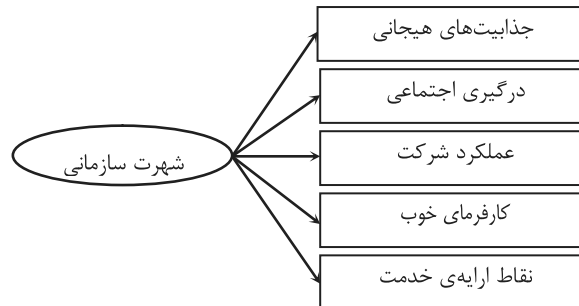 جذابیت‌های هیجانی
درگیری اجتماعی
شهرت سازمانی
عملکرد شرکت
کارفرمای خوب
نقاط ارایه‌ی خدمت